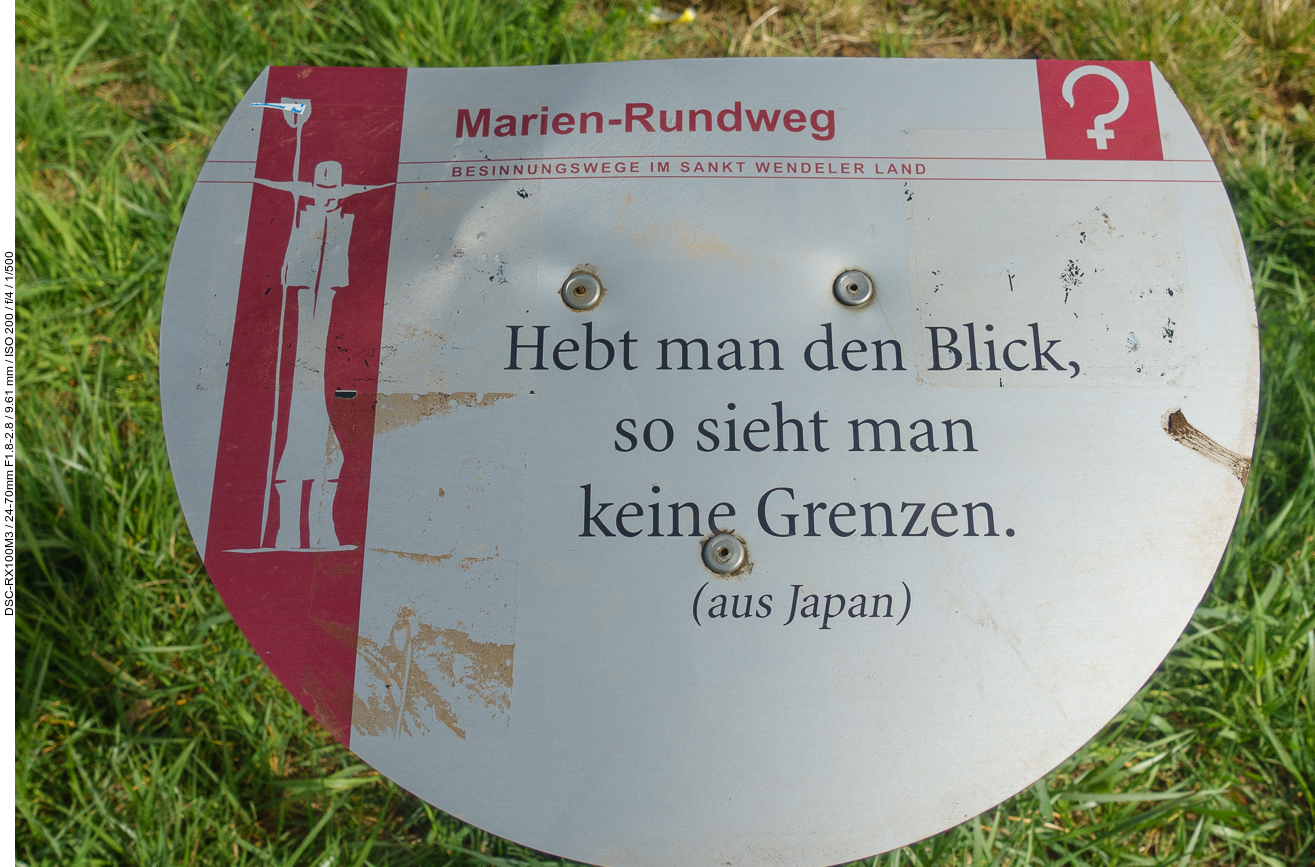 Marien-Rundweg
BESINNUNGSWEGE IM SANKT WENDELER LAND
Hebt man den Blick,
so sieht man
keine Grenzen.
(aus Japan)
DSC-RX100M3 / 24-70mm F1.8-2.8 / 9.61 mm / ISO 200 / f/4 / 1/500